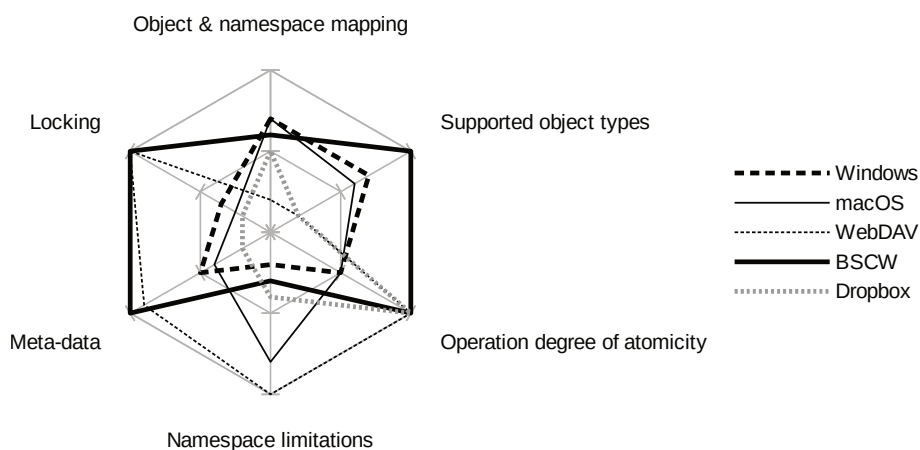 Object & namespace mapping
Locking
Supported object types
Windows
macOS
WebDAV
BSCW
Dropbox
Meta-data
Operation degree of atomicity
Namespace limitations